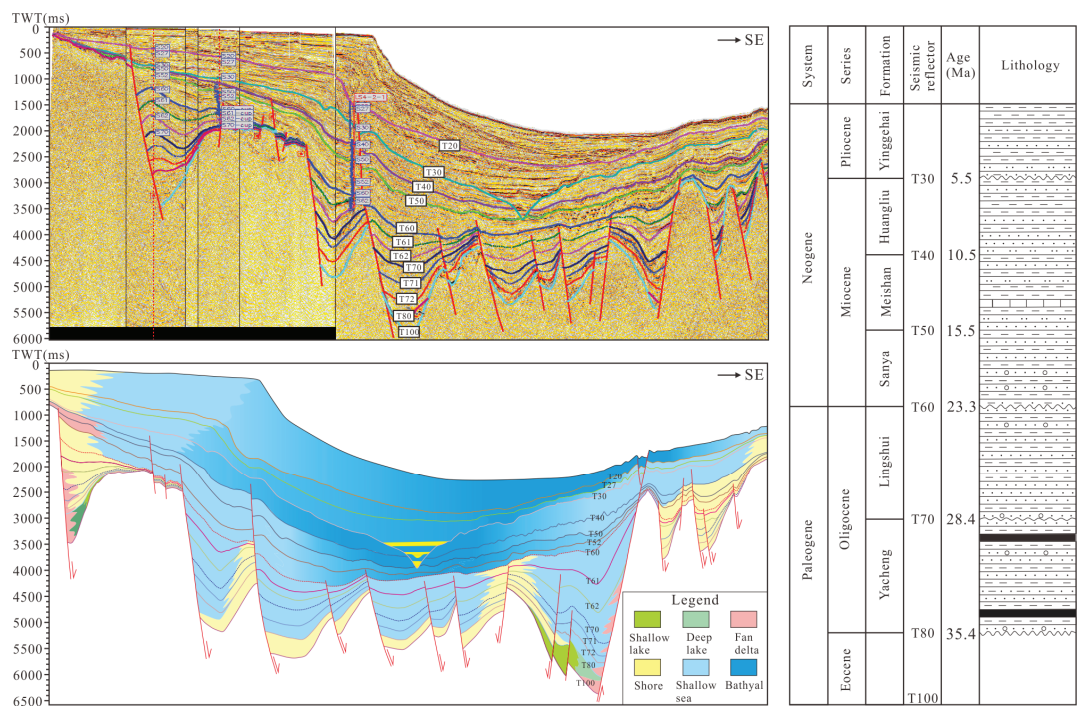 TWT(ms)
0
500
1000
1500
2000
2500
3000
3500
4000
4500
5000
5500
6000
SE
S4-2-1
T20
T30
T40
T50
T60
T61
T62
T70
T71
T72
T80
T100
TWT(ms)
0
500
1000
1500
2000
2500
3000
3500
4000
4500
5000
5500
6000
6500
SE
T20
T27
T30
T40
T50
T52
T60
T61
T62
T70
T71
T72
T80
T100
Legend
Shallow lake
Deep lake
Fan delta
Shore
Shallow sea
Bathyal
System
Series
Formation
Seismic reflector
Age (Ma)
Lithology
Neogene
Paleogene
Pliocene
Miocene
Oligocene
Eocene
Yinggehai
Huangliu
Meishan
Sanya
Lingshui
Yacheng
T30
T40
T50
T60
T70
T80
T100
5.5
10.5
15.5
23.3
28.4
35.4